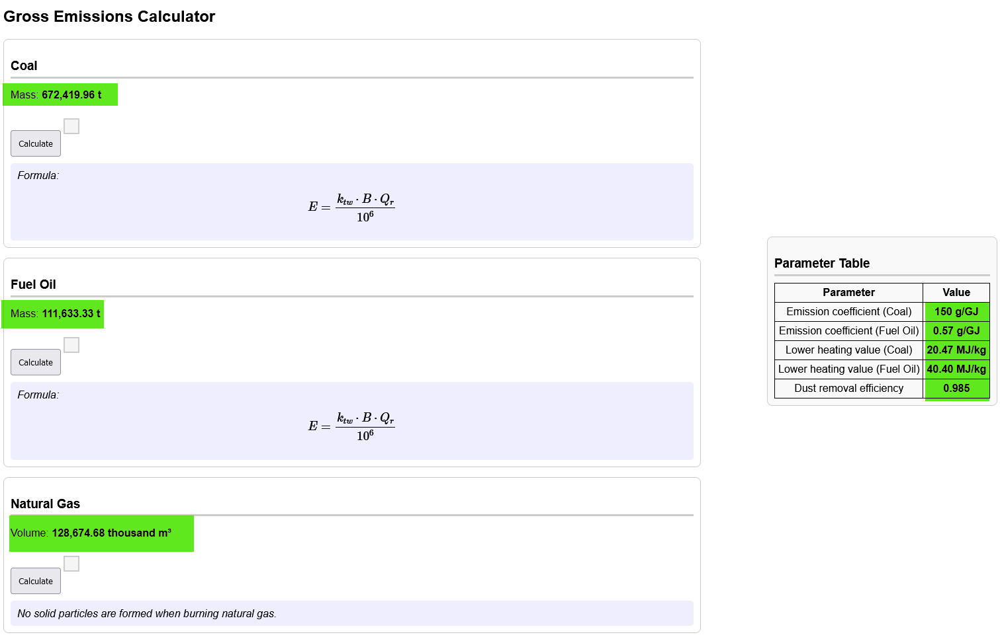 Gross Emissions Calculator
Coal
Mass: 672,419.96 t
Calculate
Formula:
E = \frac{k_{tw} \cdot B \cdot Q_r}{10^6}
Fuel Oil
Mass: 111,633.33 t
Calculate
Formula:
E = \frac{k_{tw} \cdot B \cdot Q_r}{10^6}
Natural Gas
Volume: 128,674.68 thousand m³
Calculate
No solid particles are formed when burning natural gas.
Parameter Table
Parameter Value
Emission coefficient (Coal) 150 g/GJ
Emission coefficient (Fuel Oil) 0.57 g/GJ
Lower heating value (Coal) 20.47 MJ/kg
Lower heating value (Fuel Oil) 40.40 MJ/kg
Dust removal efficiency 0.985